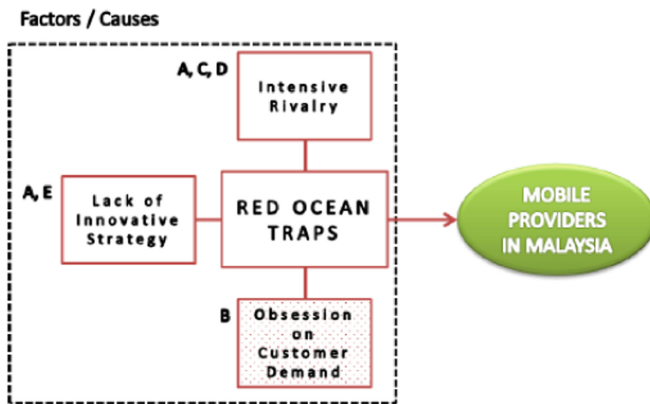 Factors / Causes
A, C, D
Intensive
Rivalry
A, E
Lack of
Innovative
Strategy
RED OCEAN
TRAPS
MOBILE
PROVIDERS
IN MALAYSIA
B
Obsession
on
Customer
Demand